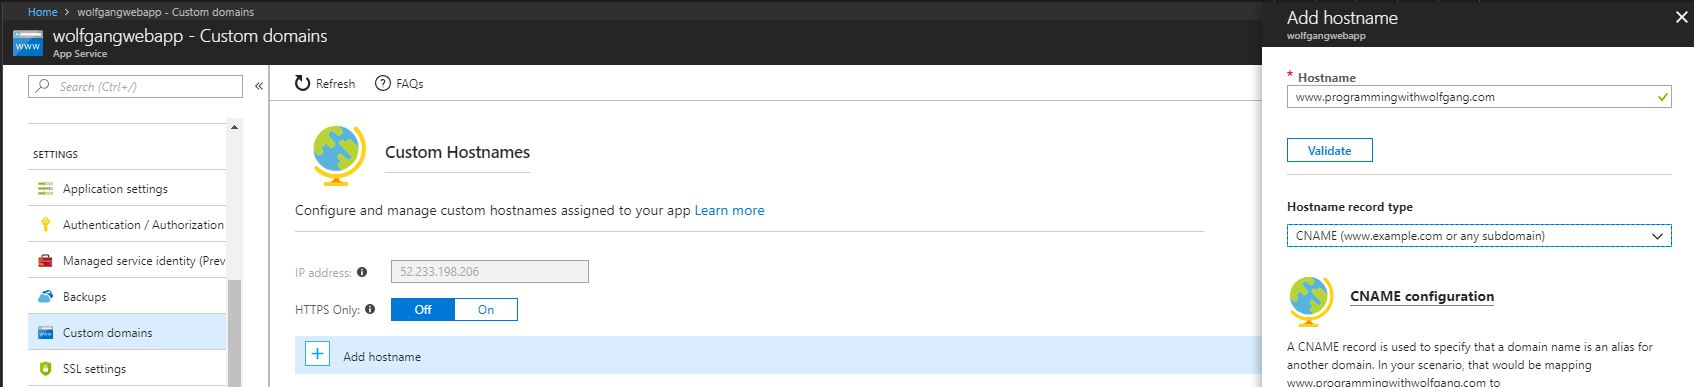 Home > wolfgangwebapp - Custom domains
www
wolfgangwebapp - Custom domains
App Service
Search (Ctrl+/)
«
SETTINGS
Application settings
Authentication / Authorization
Managed service identity (Prev
Backups
www
Custom domains
SSL settings
Refresh
? FAQs
Custom Hostnames
Configure and manage custom hostnames assigned to your app Learn more
IP address: 52.233.198.206
HTTPS Only: Off On
+ Add hostname
Add hostname
wolfgangwebapp
* Hostname
www.programmingwithwolfgang.com
Validate
Hostname record type
CNAME (www.example.com or any subdomain)
CNAME configuration
A CNAME record is used to specify that a domain name is an alias for
another domain. In your scenario, that would be mapping
www.programmingwithwolfgang.com to